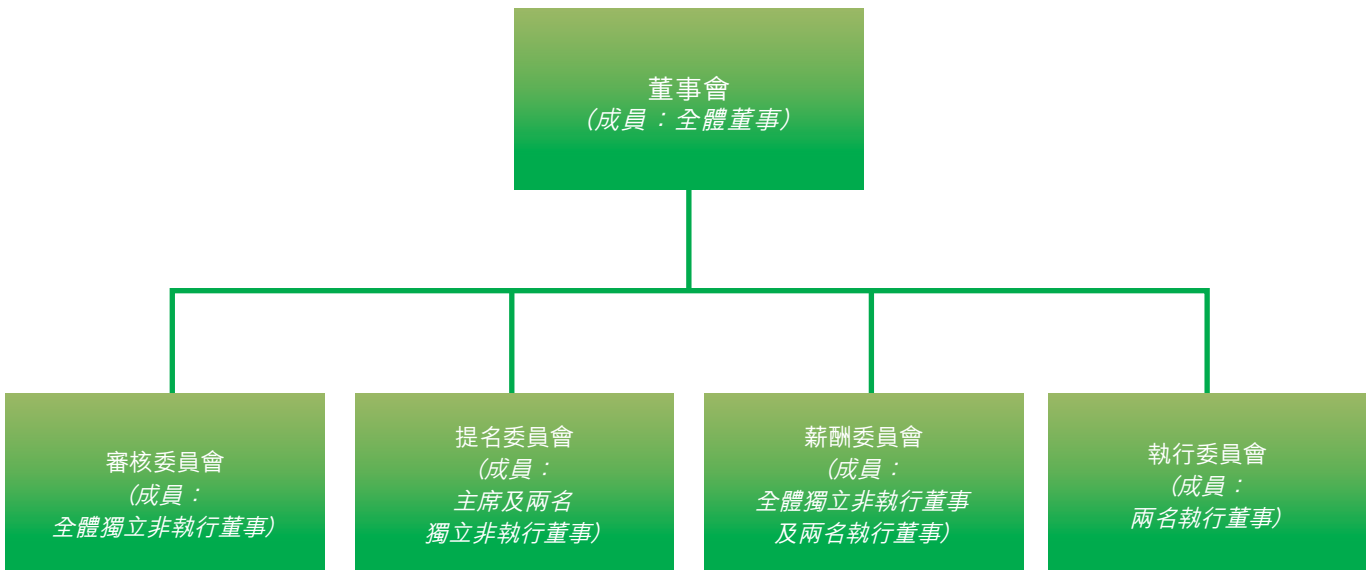 董事會
（成員：全體董事）
審核委員會
（成員：
全體獨立非執行董事）
提名委員會
（成員：
主席及兩名
獨立非執行董事）
薪酬委員會
（成員：
全體獨立非執行董事
及兩名執行董事）
執行委員會
（成員：
兩名執行董事）